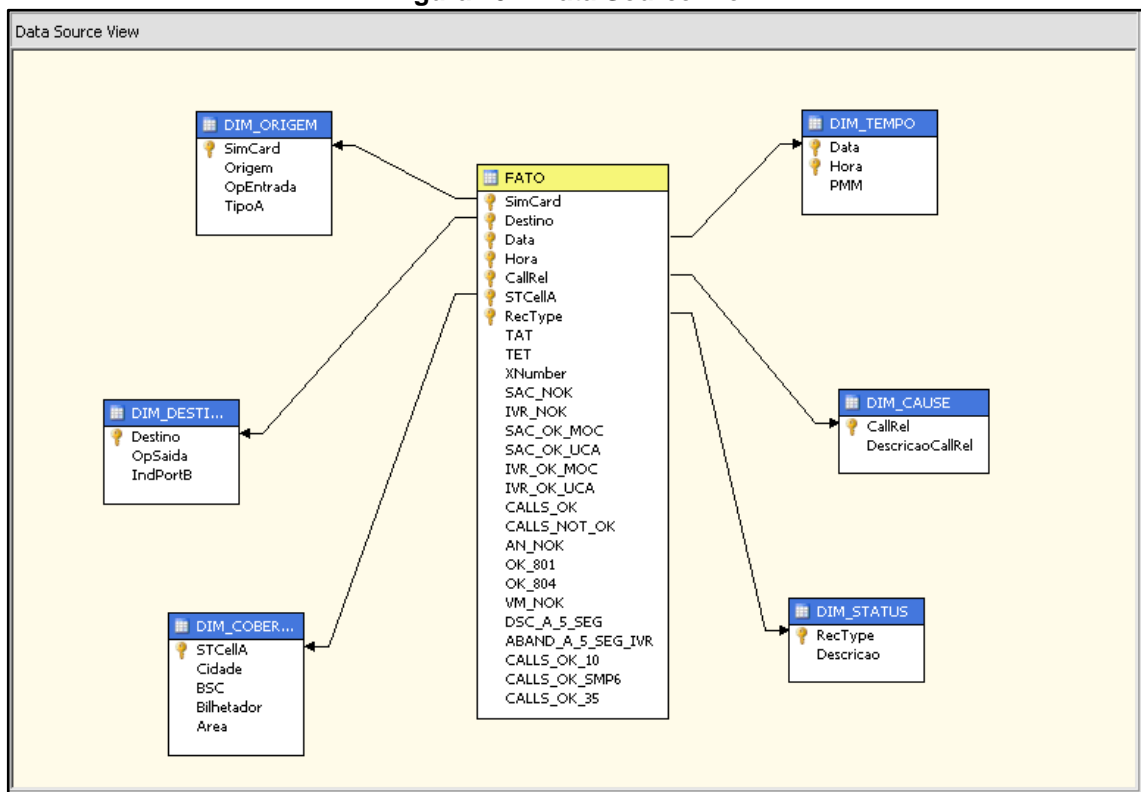 Data Source View
DIM_ORIGEM
SimCard
Origem
OpEntrada
TipoA
DIM_DESTI...
Destino
OpSaida
IndPortB
DIM_COBER...
STCellA
Cidade
BSC
Bilhetador
Area
FATO
SimCard
Destino
Data
Hora
CallRel
STCellA
RecType
TAT
TET
XNumber
SAC_NOK
IVR_NOK
SAC_OK_MOC
SAC_OK_UCA
IVR_OK_MOC
IVR_OK_UCA
CALLS_OK
CALLS_NOT_OK
AN_NOK
OK_801
OK_804
VM_NOK
DSC_A_5_SEG
ABAND_A_5_SEG_IVR
CALLS_OK_10
CALLS_OK_SMP6
CALLS_OK_35
DIM_TEMPO
Data
Hora
PMM
DIM_CAUSE
CallRel
DescricaoCallRel
DIM_STATUS
RecType
Descricao